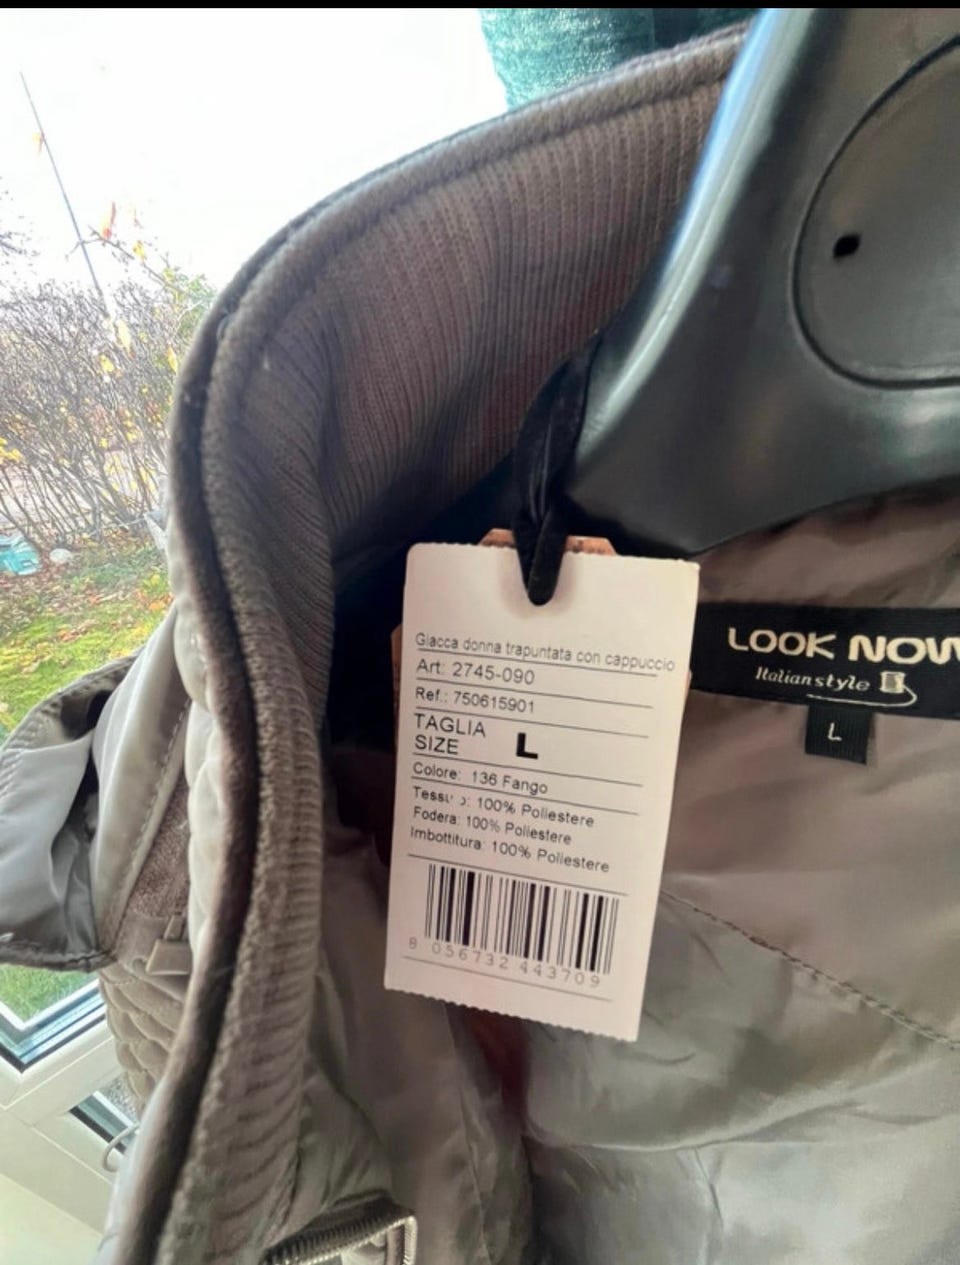 Giacca donna trapuntata con cappuccio
Art: 2745-090
Ref.: 750615901
TAGLIA
SIZE L
Colore: 136 Fango
100% Poliestere
Fodera: 100% Poliestere
Imbottitura: 100% Poliestere
8 056732 443709
LOOK NOW
Italian style
L